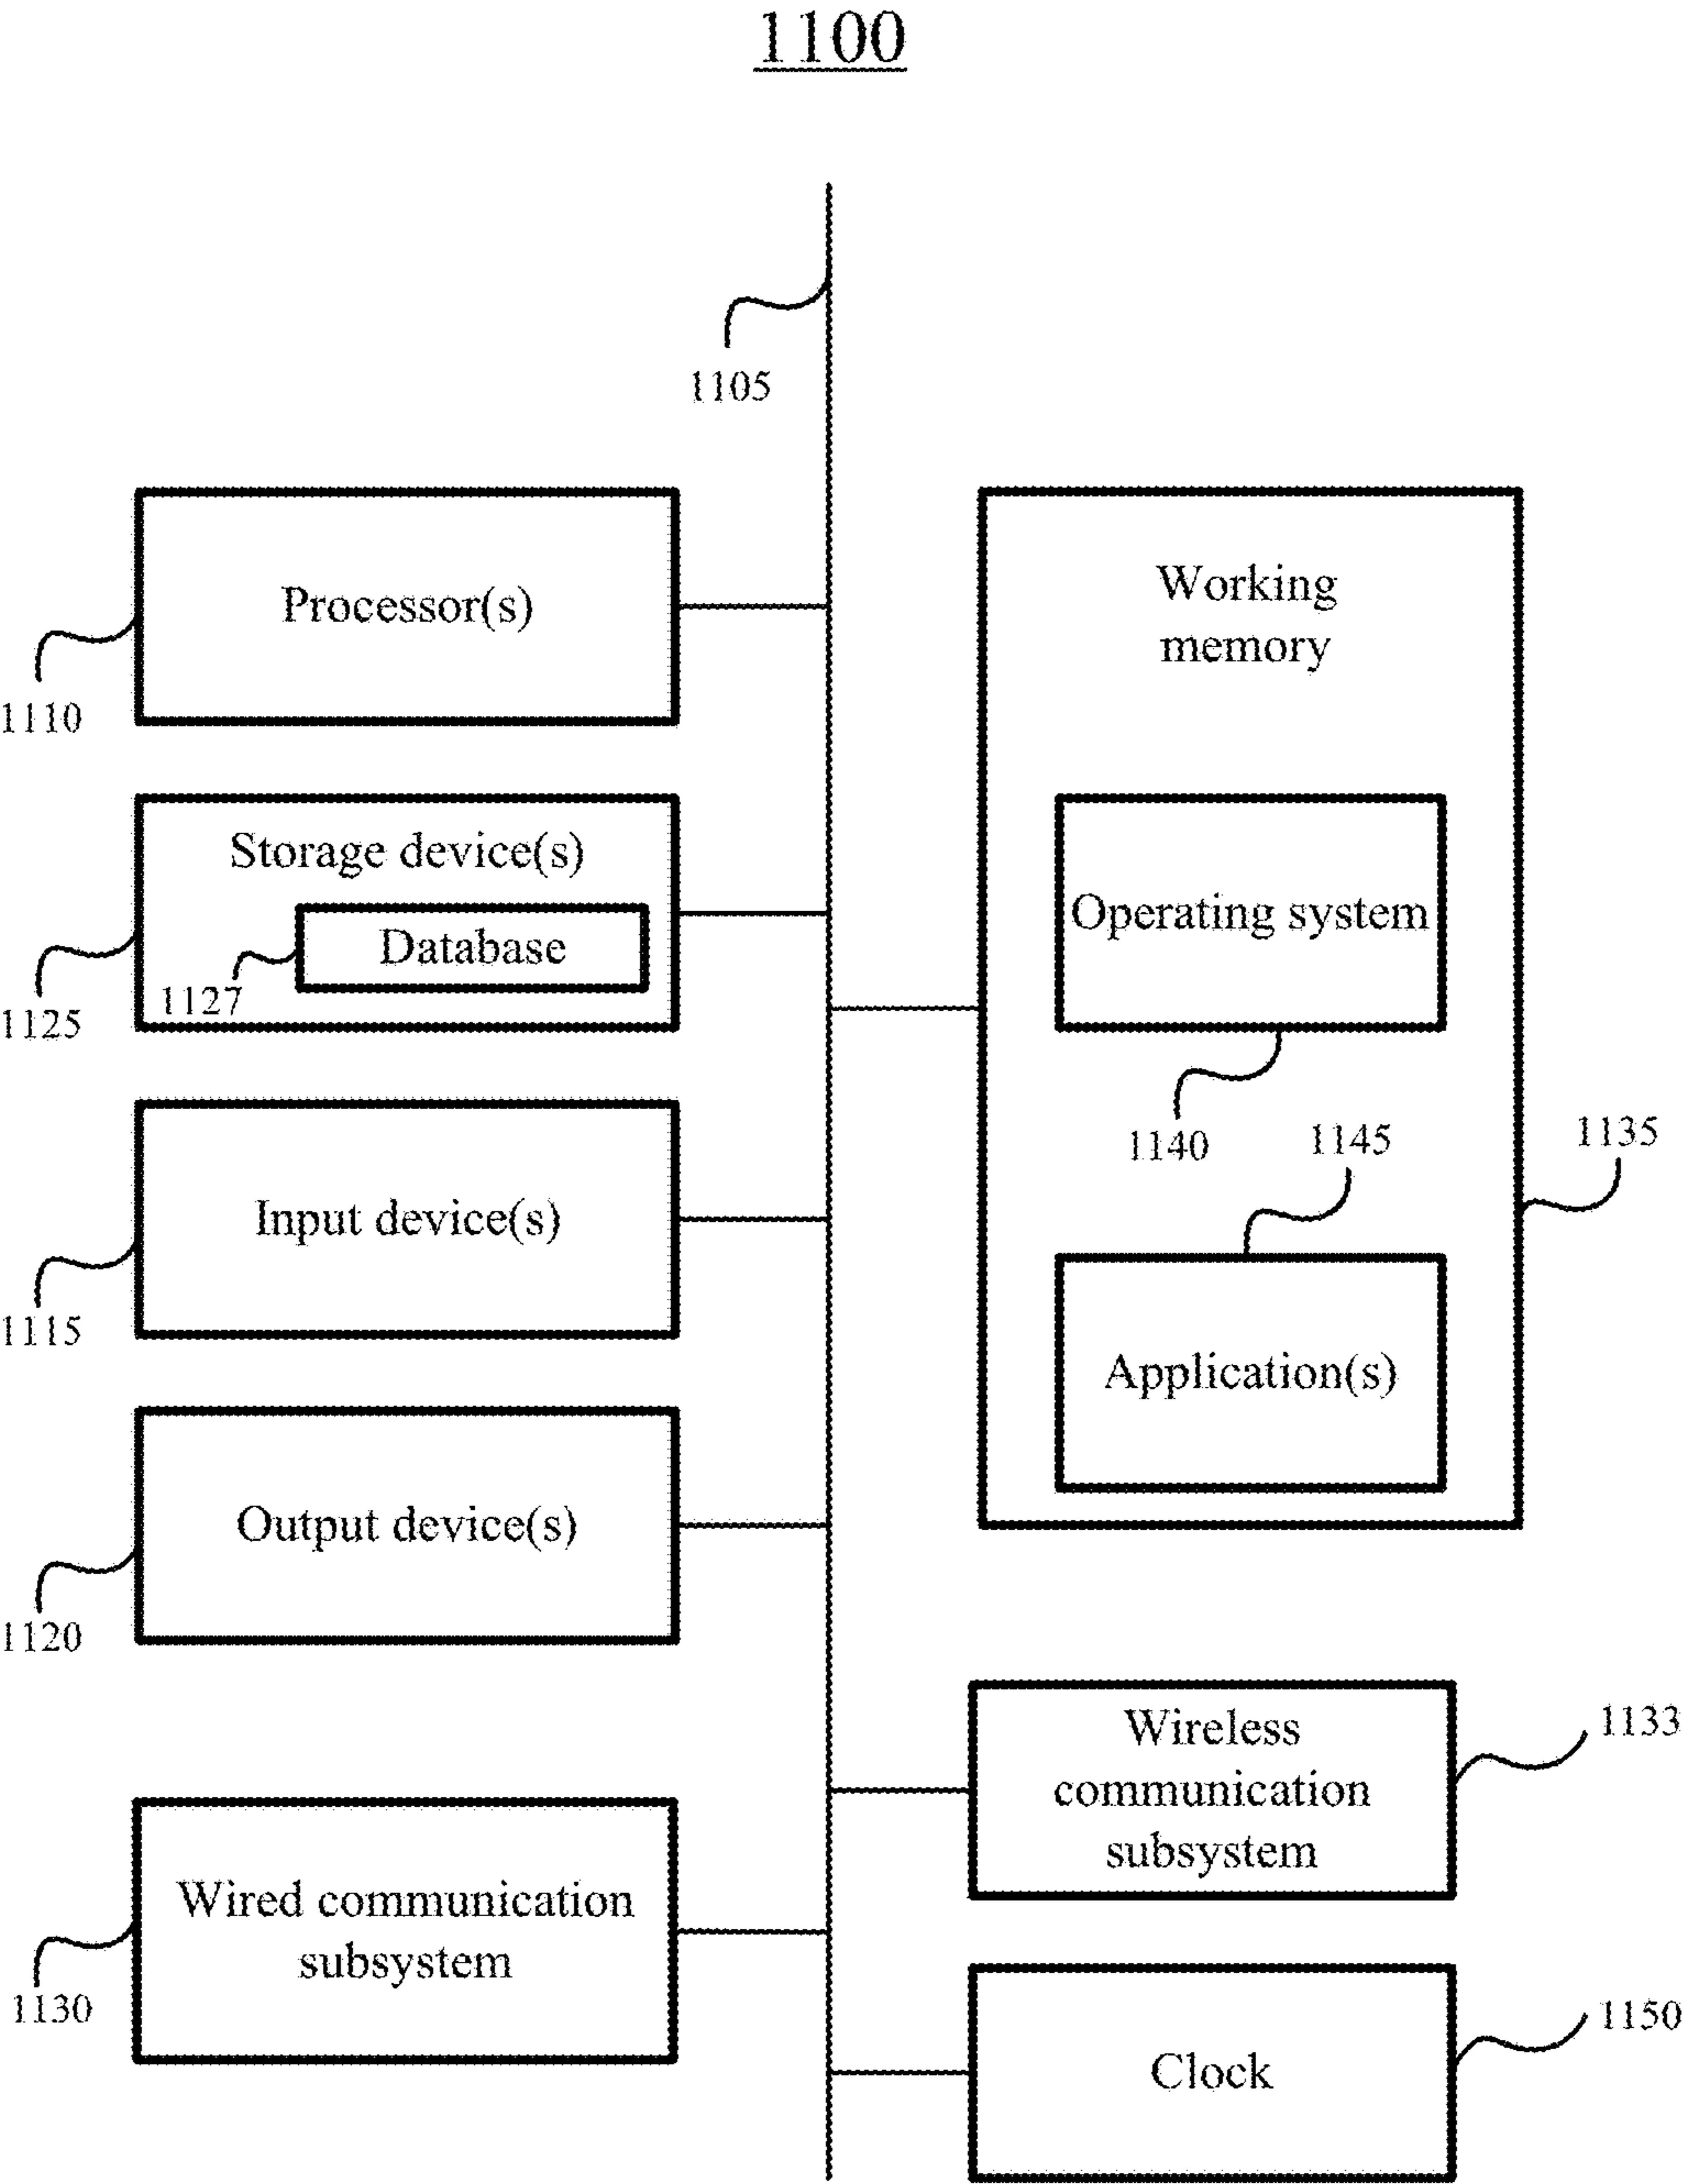 1100
1105
Processor(s)
1110
Storage device(s)
Database
1127
1125
Input device(s)
1115
Output device(s)
1120
Wired communication
subsystem
1130
Working
memory
Operating system
1140
1145
1135
Application(s)
Wireless
communication
subsystem
1133
Clock
1150